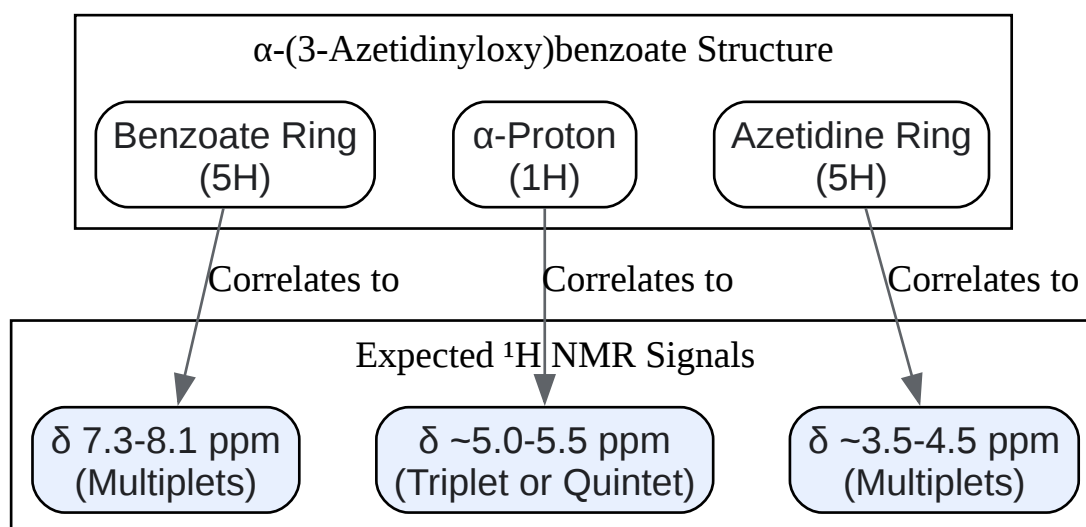 α-(3-Azetidinyloxy)benzoate Structure
Benzoate Ring
(5H)
α-Proton
(1H)
Azetidine Ring
(5H)
Correlates to
Correlates to
Correlates to
Expected ¹H NMR Signals
δ 7.3-8.1 ppm
(Multiplets)
δ ~5.0-5.5 ppm
(Triplet or Quintet)
δ ~3.5-4.5 ppm
(Multiplets)